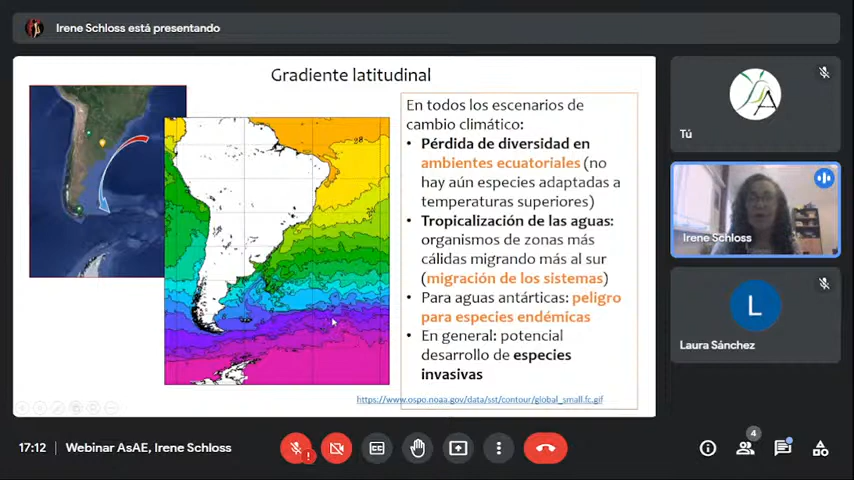 Irene Schloss está presentando
Gradiente latitudinal
En todos los escenarios de
cambio climático:
• Pérdida de diversidad en
ambientes ecuatoriales (no
hay aún especies adaptadas a
temperaturas superiores)
• Tropicalización de las aguas:
organismos de zonas más
cálidas migrando más al sur
(migración de los sistemas)
• Para aguas antárticas: peligro
para especies endémicas
• En general: potencial
desarrollo de especies
invasivas
https://www.ospo.noaa.gov/data/sst/contour/global_small.fc.gif
28
Tú
Irene Schloss
L
Laura Sánchez
17:12 | Webinar AsAE, Irene Schloss
4